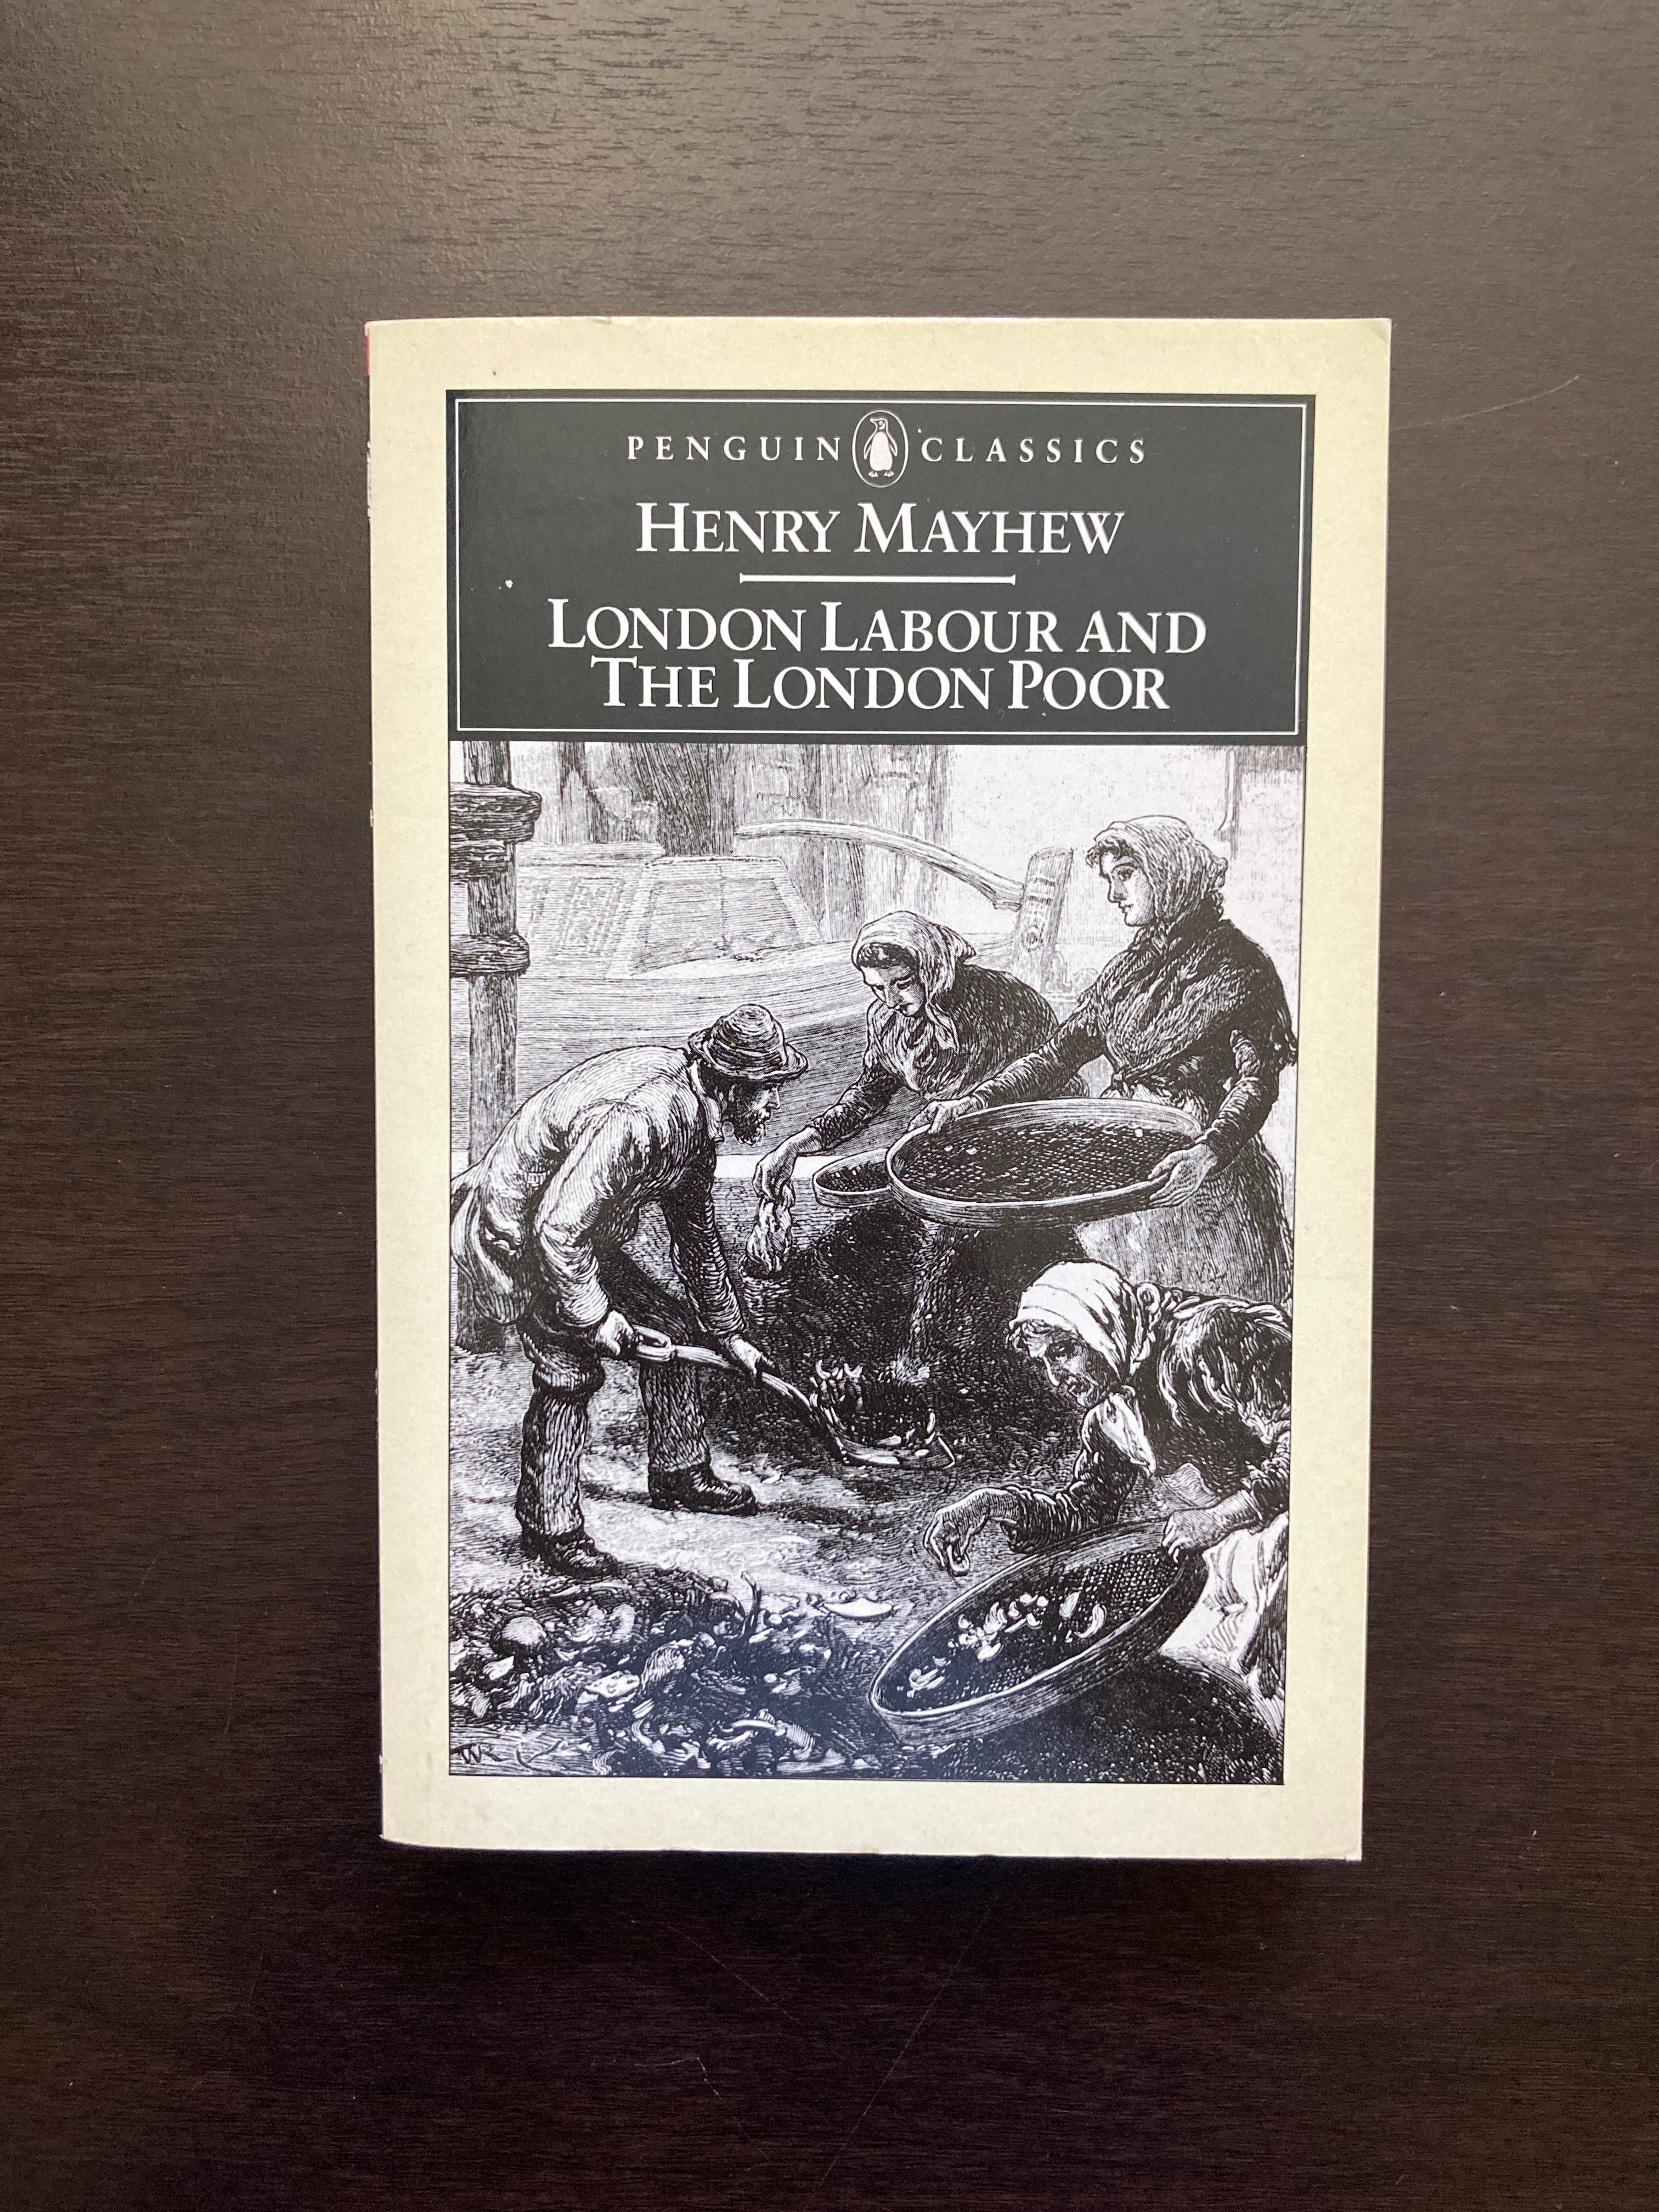 PENGUIN CLASSICS
HENRY MAYHEW
LONDON LABOUR AND
THE LONDON POOR